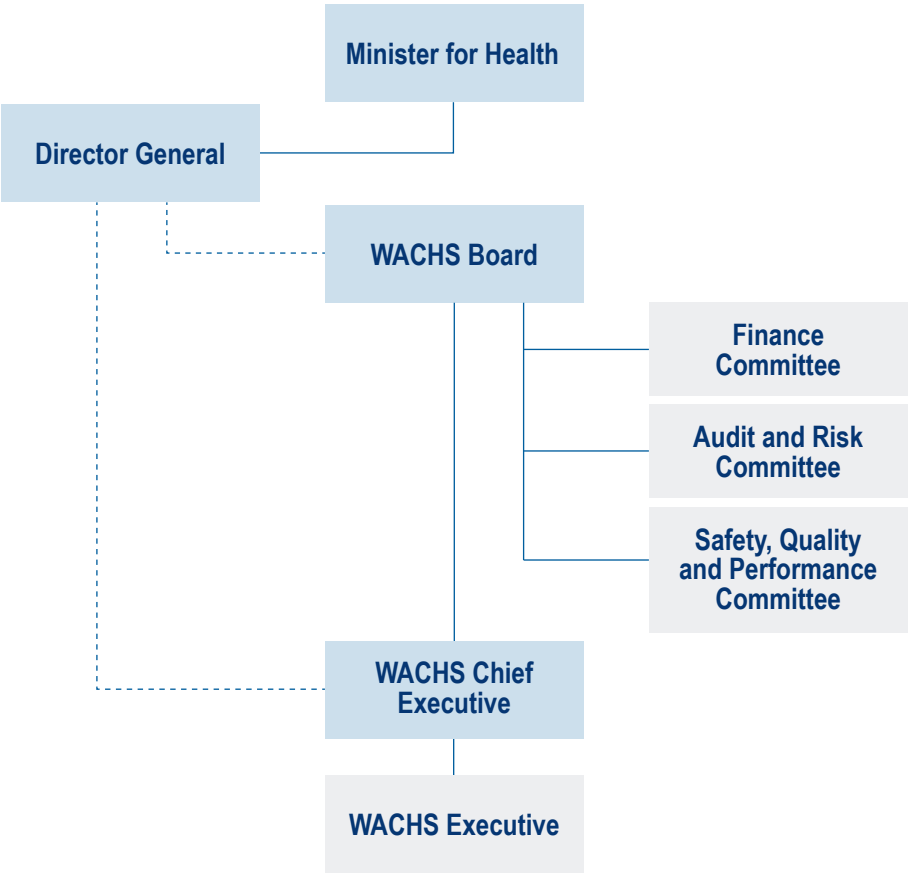 Minister for Health
Director General
WACHS Board
Finance
Committee
Audit and Risk
Committee
Safety, Quality
and Performance
Committee
WACHS Chief
Executive
WACHS Executive